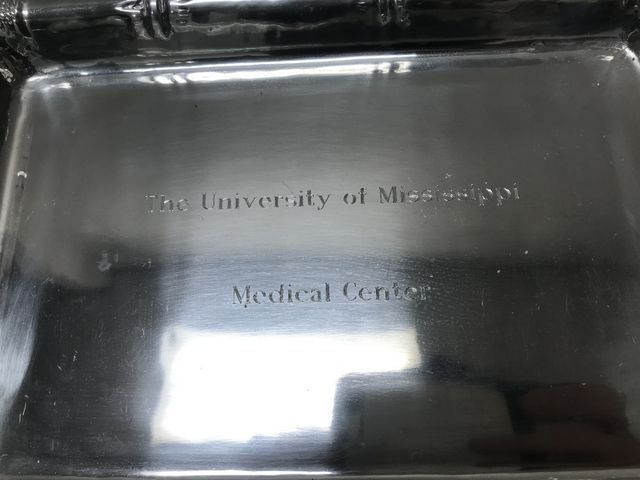 The University of Mississippi
Medical Center